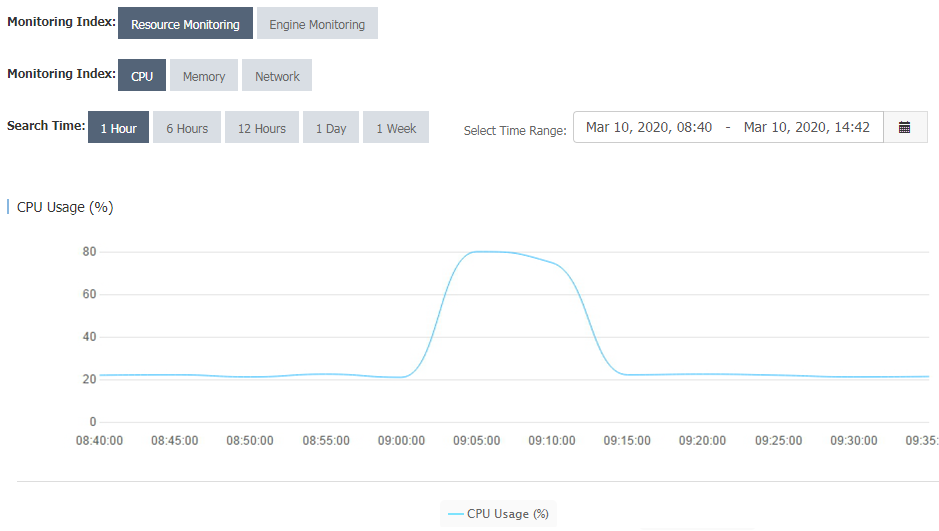 Monitoring Index: Resource Monitoring Engine Monitoring
Monitoring Index: CPU Memory Network
Search Time: 1 Hour 6 Hours 12 Hours 1 Day 1 Week Select Time Range: Mar 10, 2020, 08:40 - Mar 10, 2020, 14:42
CPU Usage (%)
80
60
40
20
0
08:40:00 08:45:00 08:50:00 08:55:00 09:00:00 09:05:00 09:10:00 09:15:00 09:20:00 09:25:00 09:30:00 09:35:
CPU Usage (%)